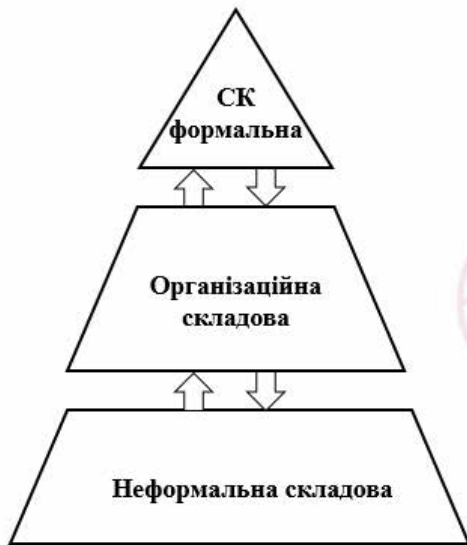 СК
формальна
Організаційна
складова
Неформальна складова